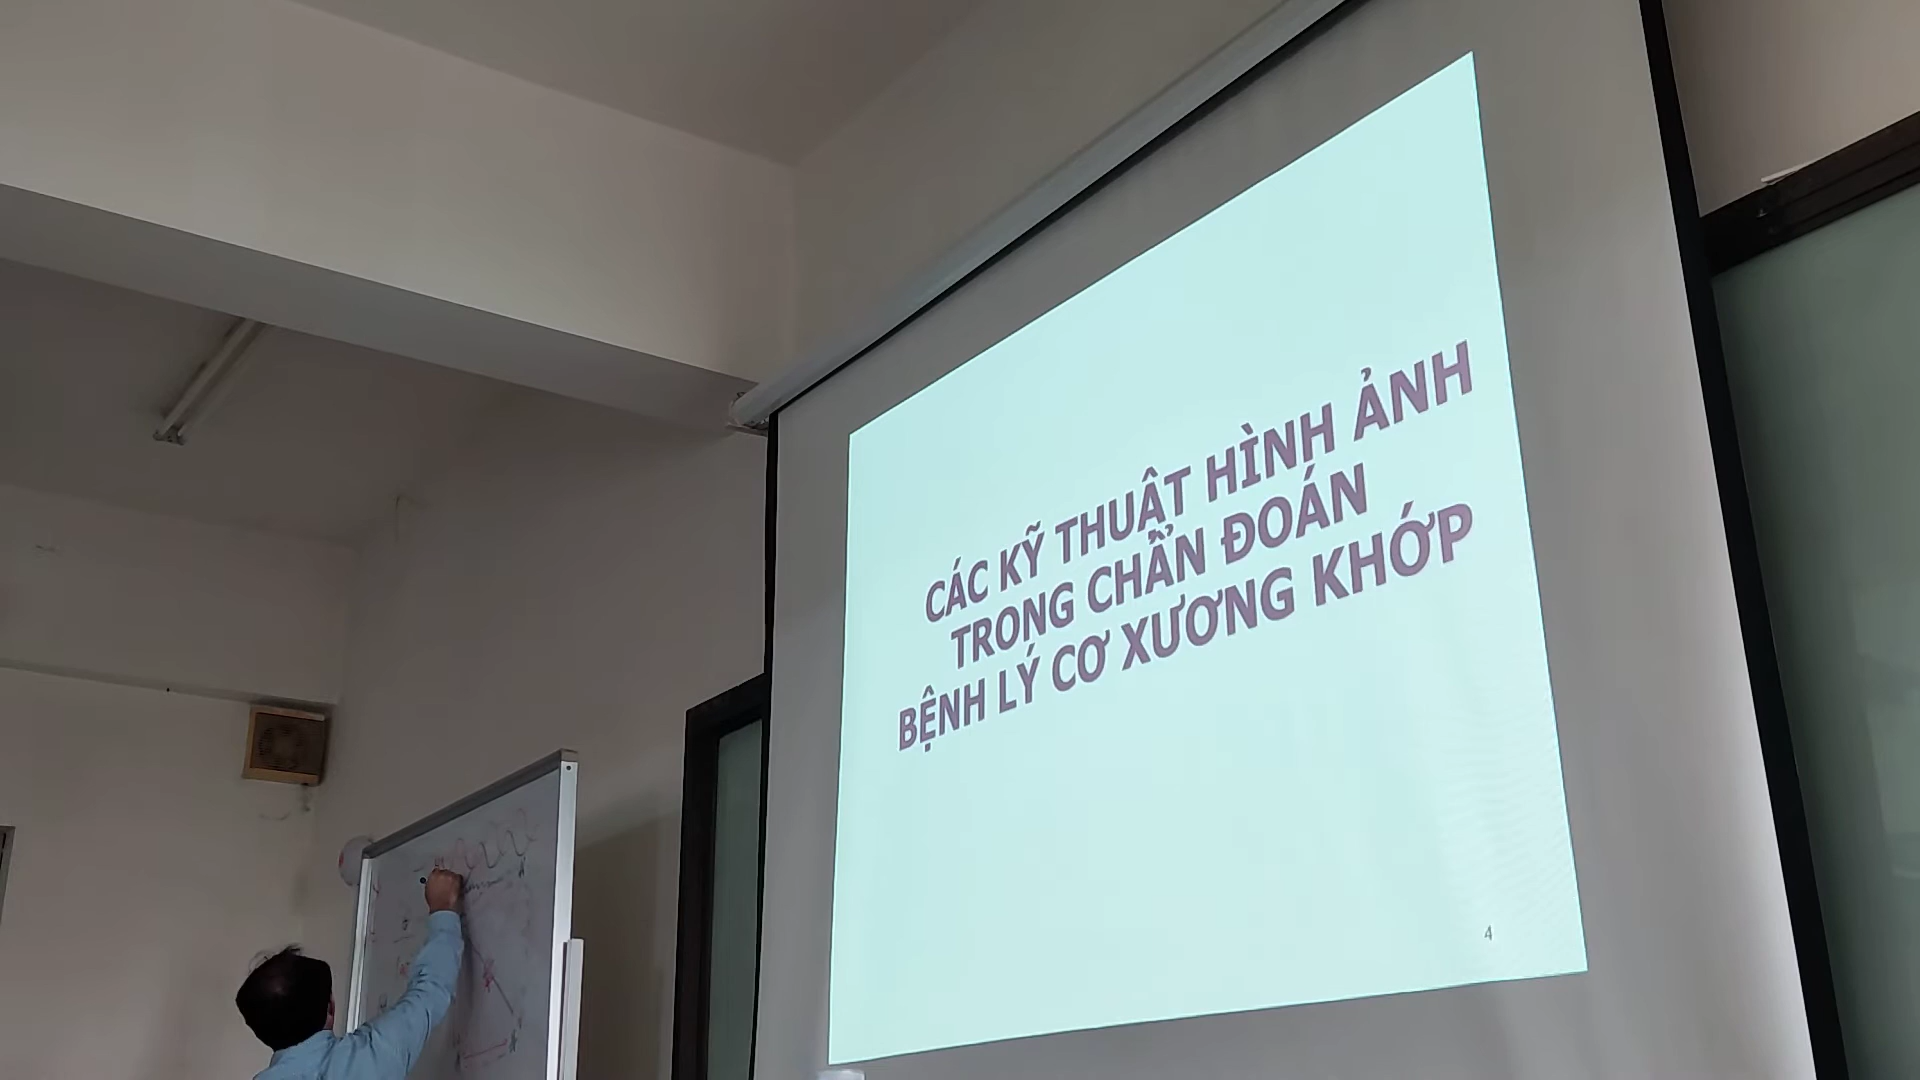 CÁC KỸ THUẬT HÌNH ẢNH
TRONG CHẨN ĐOÁN
BỆNH LÝ CƠ XƯƠNG KHỚP
4